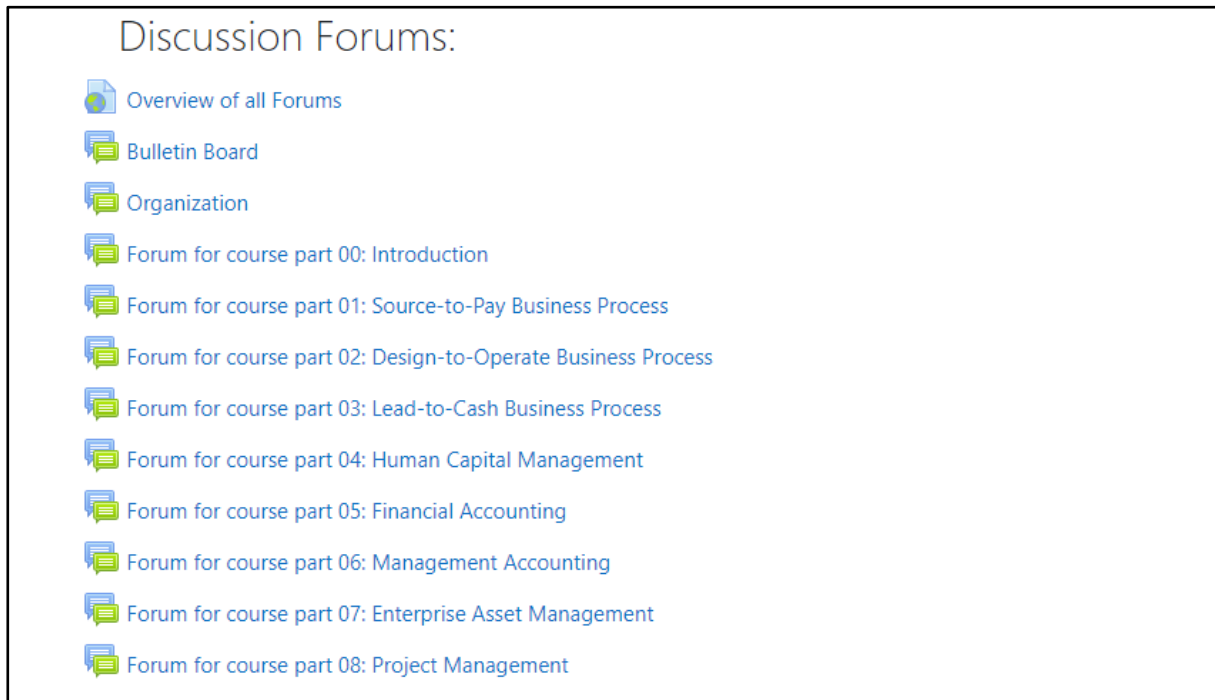 Discussion Forums:
Overview of all Forums
Bulletin Board
Organization
Forum for course part 00: Introduction
Forum for course part 01: Source-to-Pay Business Process
Forum for course part 02: Design-to-Operate Business Process
Forum for course part 03: Lead-to-Cash Business Process
Forum for course part 04: Human Capital Management
Forum for course part 05: Financial Accounting
Forum for course part 06: Management Accounting
Forum for course part 07: Enterprise Asset Management
Forum for course part 08: Project Management